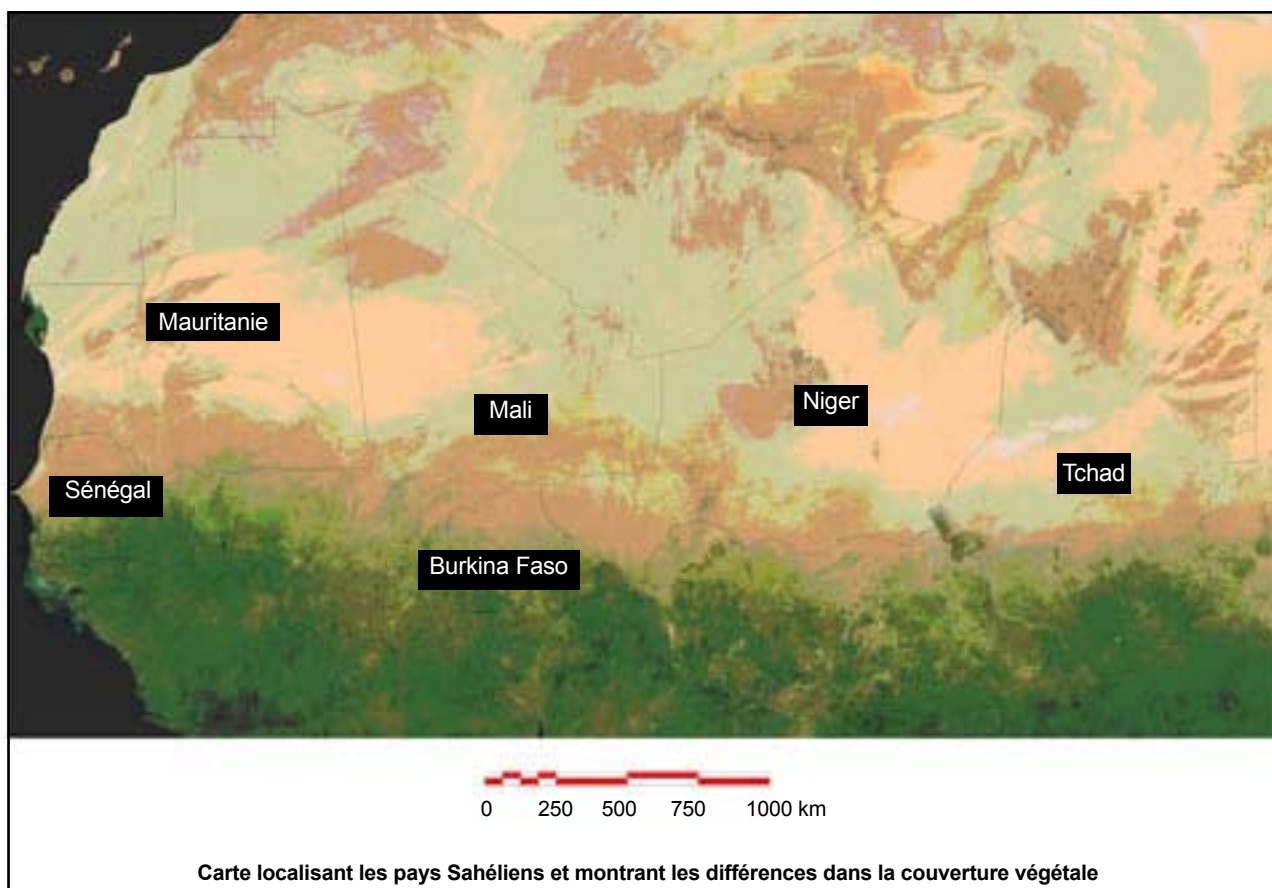 Mauritanie
Mali
Niger
Tchad
Sénégal
Burkina Faso
0 250 500 750 1000 km
Carte localisant les pays Sahéliens et montrant les différences dans la couverture végétale